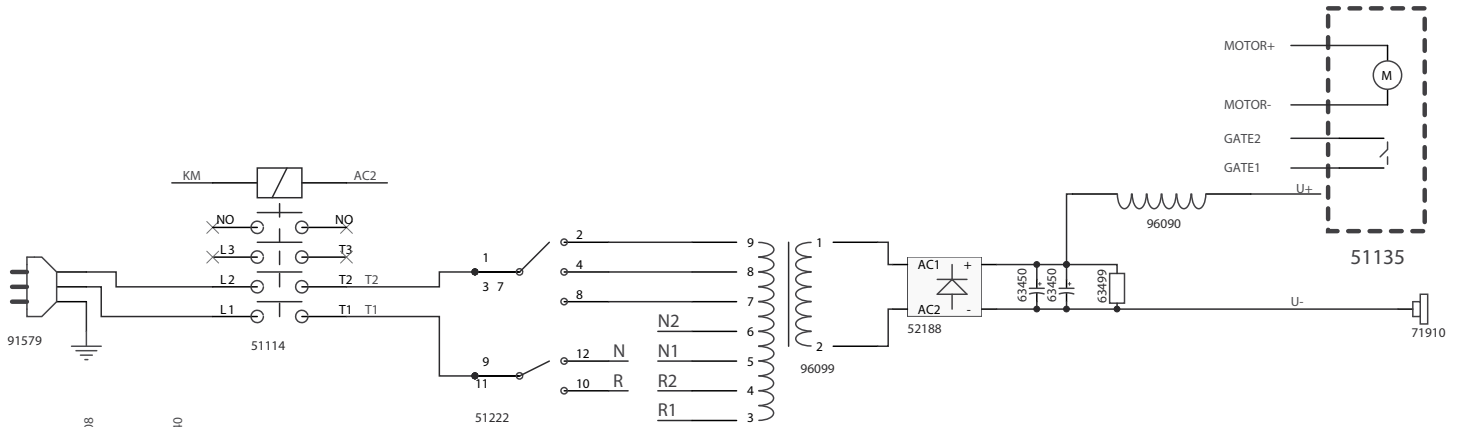 MOTOR+
M
MOTOR-
GATE2
GATE1
U+
51135
96090
KM
AC2
NO
NO
L3
T3
L2
T2
T2
L1
T1
T1
51114
91579
1
3 7
2
4
8
9
11
12
N
10
R
51222
9
8
7
N2
6
N1
5
R2
4
R1
3
1
2
96099
AC1
+
AC2
-
52188
63450
63450
63499
U-
71910